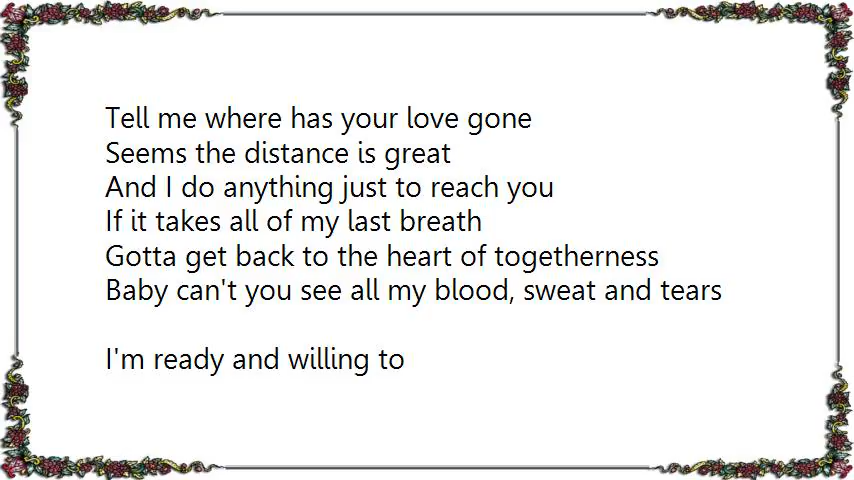 Tell me where has your love gone
Seems the distance is great
And I do anything just to reach you
If it takes all of my last breath
Gotta get back to the heart of togetherness
Baby can't you see all my blood, sweat and tears
I'm ready and willing to